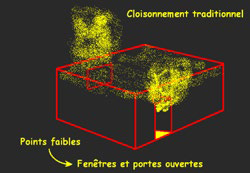 Cloisonnement traditionnel
Points faibles
Fenêtres et portes ouvertes